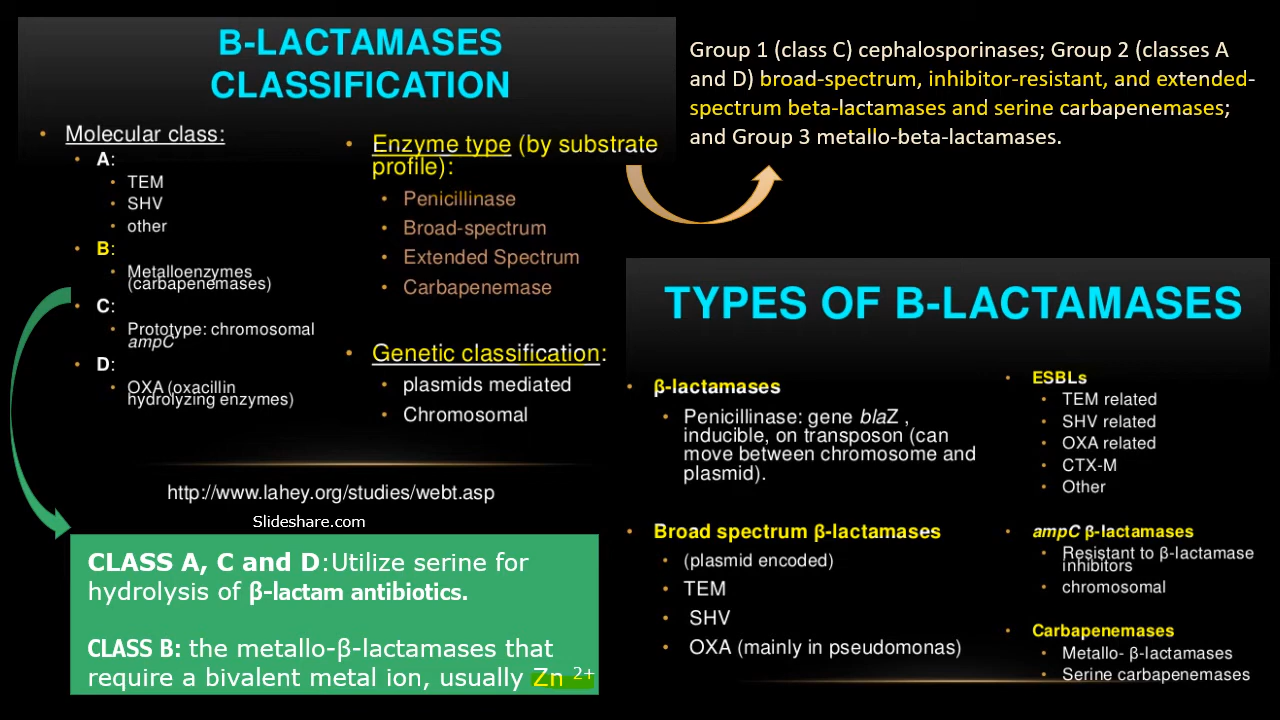 B-LACTAMASES
CLASSIFICATION
• Molecular class:
• A:
• TEM
• SHV
• other
• B:
• Metalloenzymes
(carbapenemases)
• C:
• Prototype: chromosomal
ampC
• D:
• OXA (oxacillin
hydrolyzing enzymes)
• Enzyme type (by substrate
profile):
• Penicillinase
• Broad-spectrum
• Extended Spectrum
• Carbapenemase
• Genetic classification:
• plasmids mediated
• Chromosomal
http://www.lahey.org/studies/webt.asp
Slideshare.com
CLASS A, C and D:Utilize serine for
hydrolysis of β-lactam antibiotics.
CLASS B: the metallo-β-lactamases that
require a bivalent metal ion, usually Zn 2+
Group 1 (class C) cephalosporinases; Group 2 (classes A
and D) broad-spectrum, inhibitor-resistant, and extended-
spectrum beta-lactamases and serine carbapenemases;
and Group 3 metallo-beta-lactamases.
TYPES OF B-LACTAMASES
• β-lactamases
• Penicillinase: gene blaZ ,
inducible, on transposon (can
move between chromosome and
plasmid).
• Broad spectrum β-lactamases
• (plasmid encoded)
• TEM
• SHV
• OXA (mainly in pseudomonas)
• ESBLs
• TEM related
• SHV related
• OXA related
• CTX-M
• Other
• ampC β-lactamases
• Resistant to β-lactamase
inhibitors
• chromosomal
• Carbapenemases
• Metallo- β-lactamases
• Serine carbapenemases